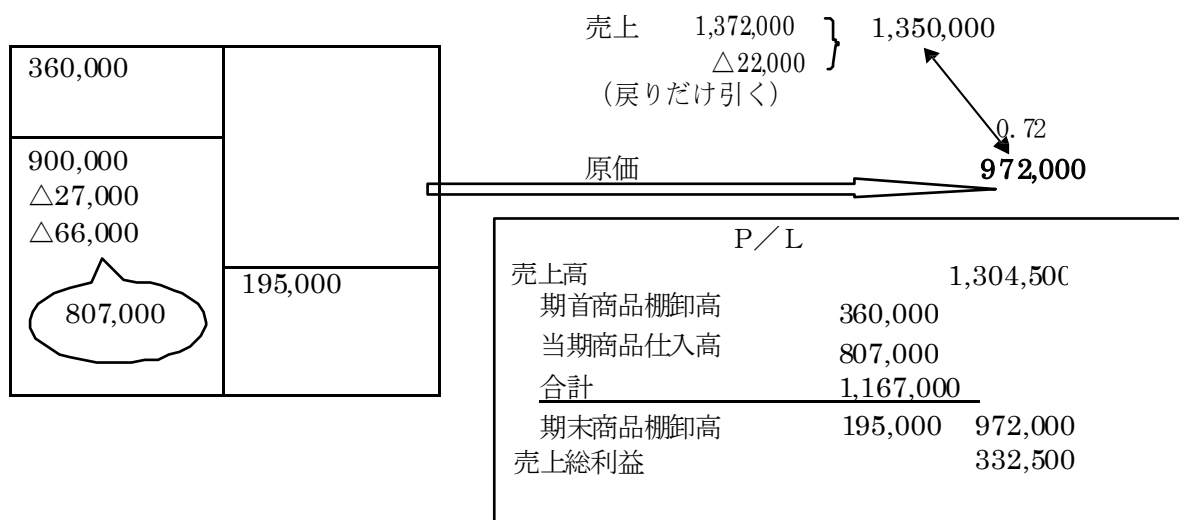 売上 1,372,000 1,350,000
△22,000
(戻りだけ引く)
360,000
0.72
900,000
△27,000
△66,000
807,000
195,000
原価 972,000
P/L
売上高 1,304,500
期首商品棚卸高 360,000
当期商品仕入高 807,000
合計 1,167,000
期末商品棚卸高 195,000 972,000
売上総利益 332,500